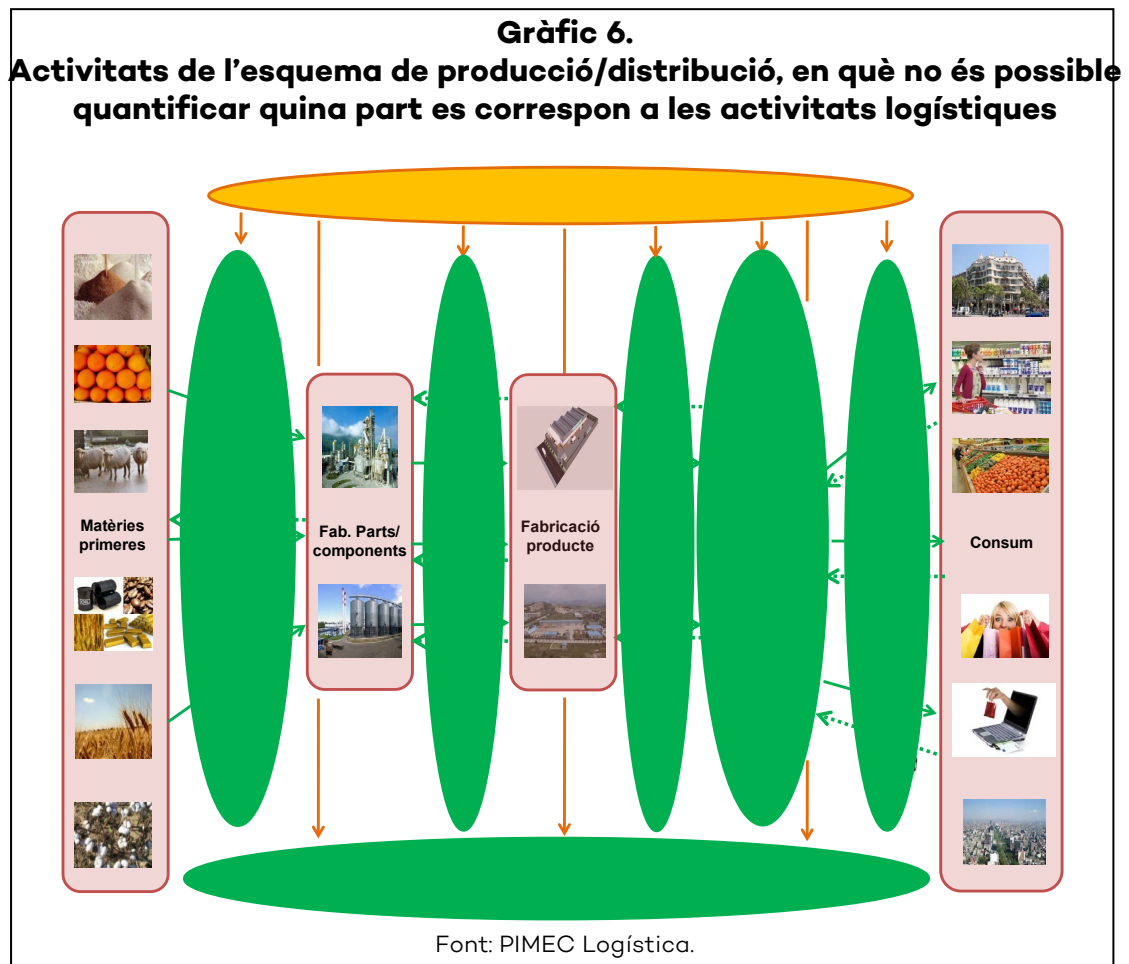 Gràfic 6.
Activitats de l’esquema de producció/distribució, en què no és possible
quantificar quina part es correspon a les activitats logístiques
Matèries
primeres
Fab. Parts/
components
Fabricació
producte
Consum
Font: PIMEC Logística.